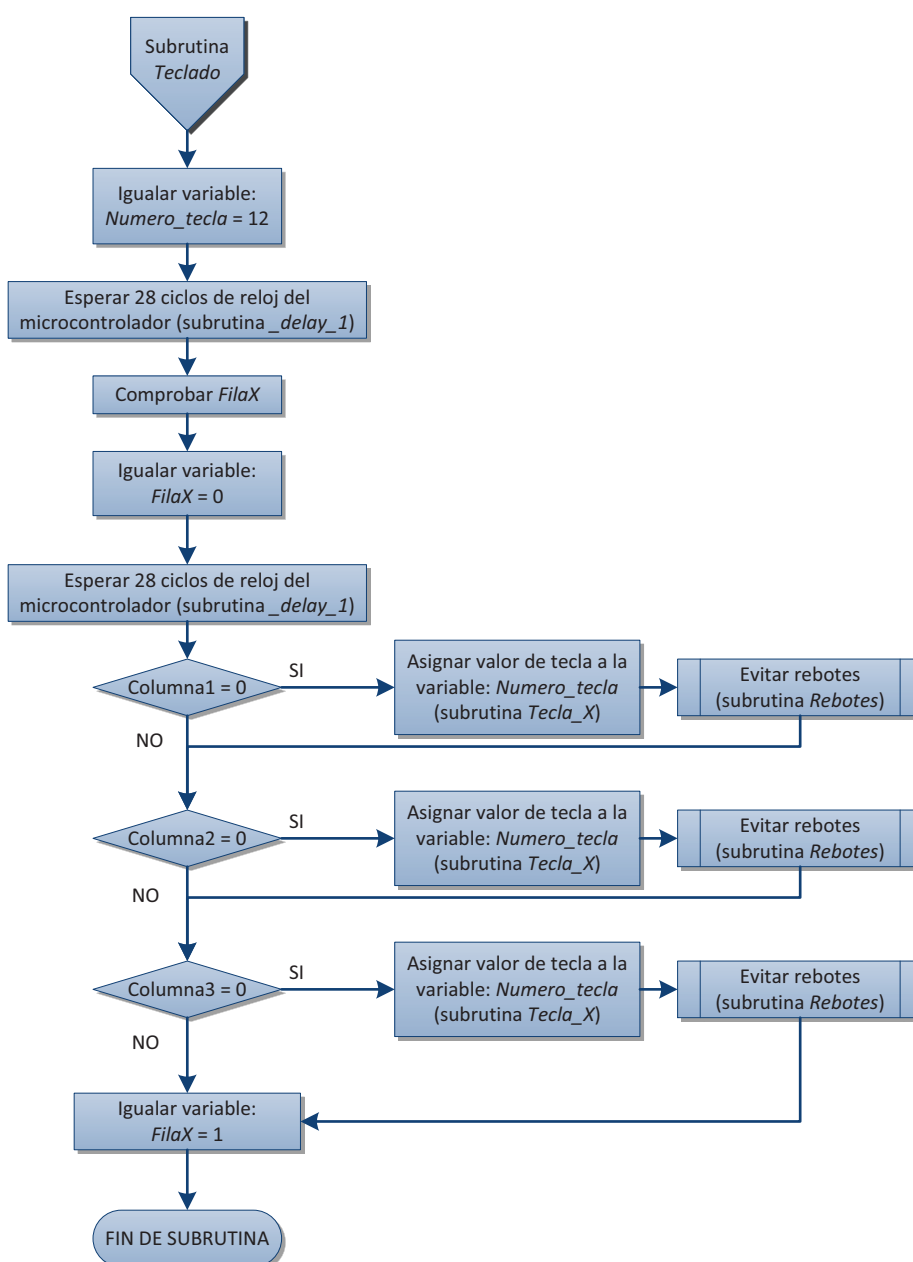 Subrutina
Teclado
Igualar variable:
Numero_tecla = 12
Esperar 28 ciclos de reloj del
microcontrolador (subrutina _delay_1)
Comprobar FilaX
Igualar variable:
FilaX = 0
Esperar 28 ciclos de reloj del
microcontrolador (subrutina _delay_1)
Columna1 = 0
SI
Asignar valor de tecla a la
variable: Numero_tecla
(subrutina Tecla_X)
Evitar rebotes
(subrutina Rebotes)
NO
Columna2 = 0
SI
Asignar valor de tecla a la
variable: Numero_tecla
(subrutina Tecla_X)
Evitar rebotes
(subrutina Rebotes)
NO
Columna3 = 0
SI
Asignar valor de tecla a la
variable: Numero_tecla
(subrutina Tecla_X)
Evitar rebotes
(subrutina Rebotes)
NO
Igualar variable:
FilaX = 1
FIN DE SUBRUTINA